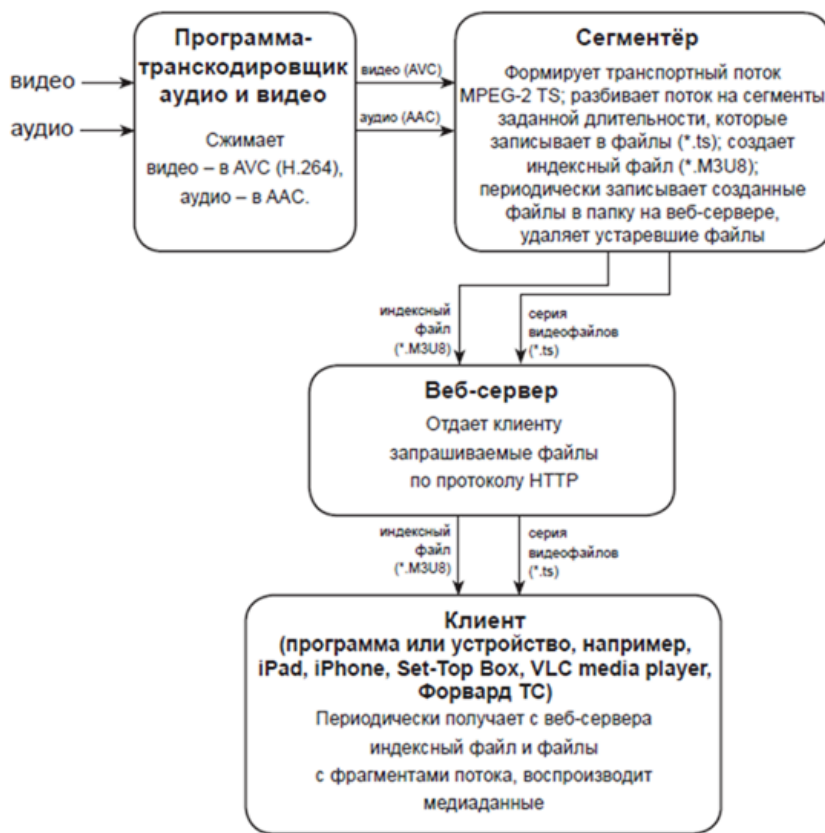 Программа-
транскодировщик
аудио и видео
Сжимает
видео – в AVC (H.264),
аудио – в AAC.
видео
аудио
видео (AVC)
аудио (AAC)
Сегментёр
Формирует транспортный поток
MPEG-2 TS; разбивает поток на сегменты
заданной длительности, которые
записывает в файлы (*.ts); создает
индексный файл (*.M3U8);
периодически записывает созданные
файлы в папку на веб-сервере,
удаляет устаревшие файлы
индексный
файл
(*.M3U8)
серия
видеофайлов
(*.ts)
Веб-сервер
Отдает клиенту
запрашиваемые файлы
по протоколу HTTP
индексный
файл
(*.M3U8)
серия
видеофайлов
(*.ts)
Клиент
(программа или устройство, например,
iPad, iPhone, Set-Top Box, VLC media player,
Форвард ТС)
Периодически получает с веб-сервера
индексный файл и файлы
с фрагментами потока, воспроизводит
медиаданные